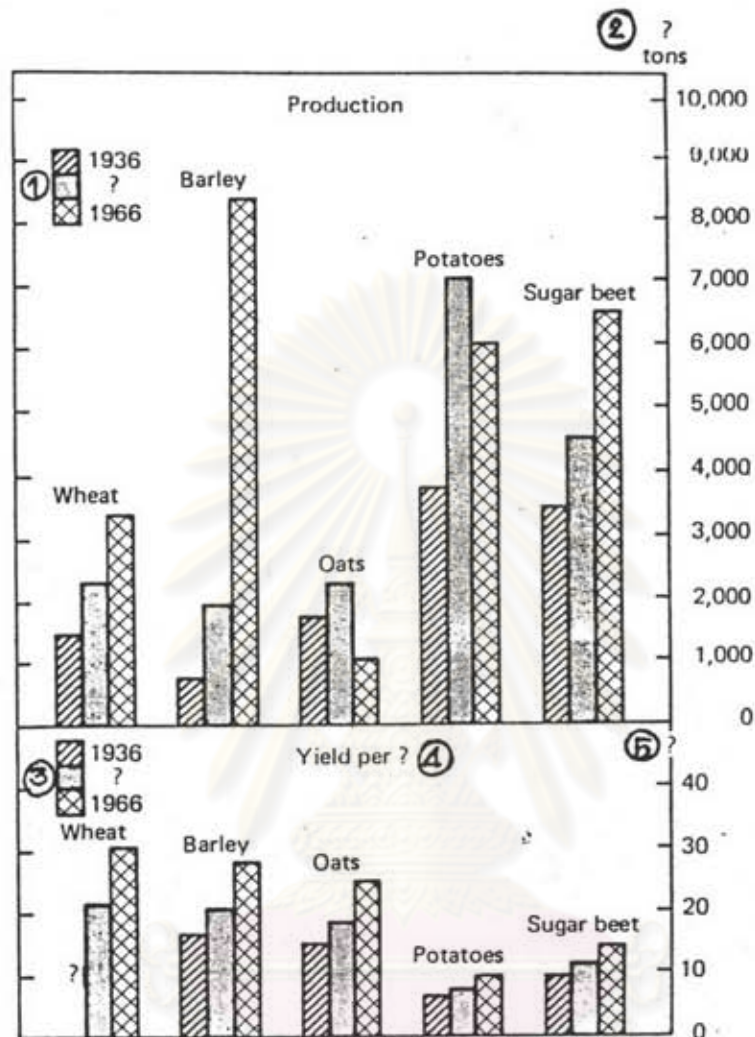 ② ?
tons
Production
10,000
9,000
8,000
7,000
6,000
5,000
4,000
3,000
2,000
1,000
0
1936
① ?
1966
Wheat
Barley
Oats
Potatoes
Sugar beet
1936
③ ?
1966
Yield per ? ④
⑤ ?
40
30
20
10
0
Wheat
Barley
Oats
Potatoes
Sugar beet
?